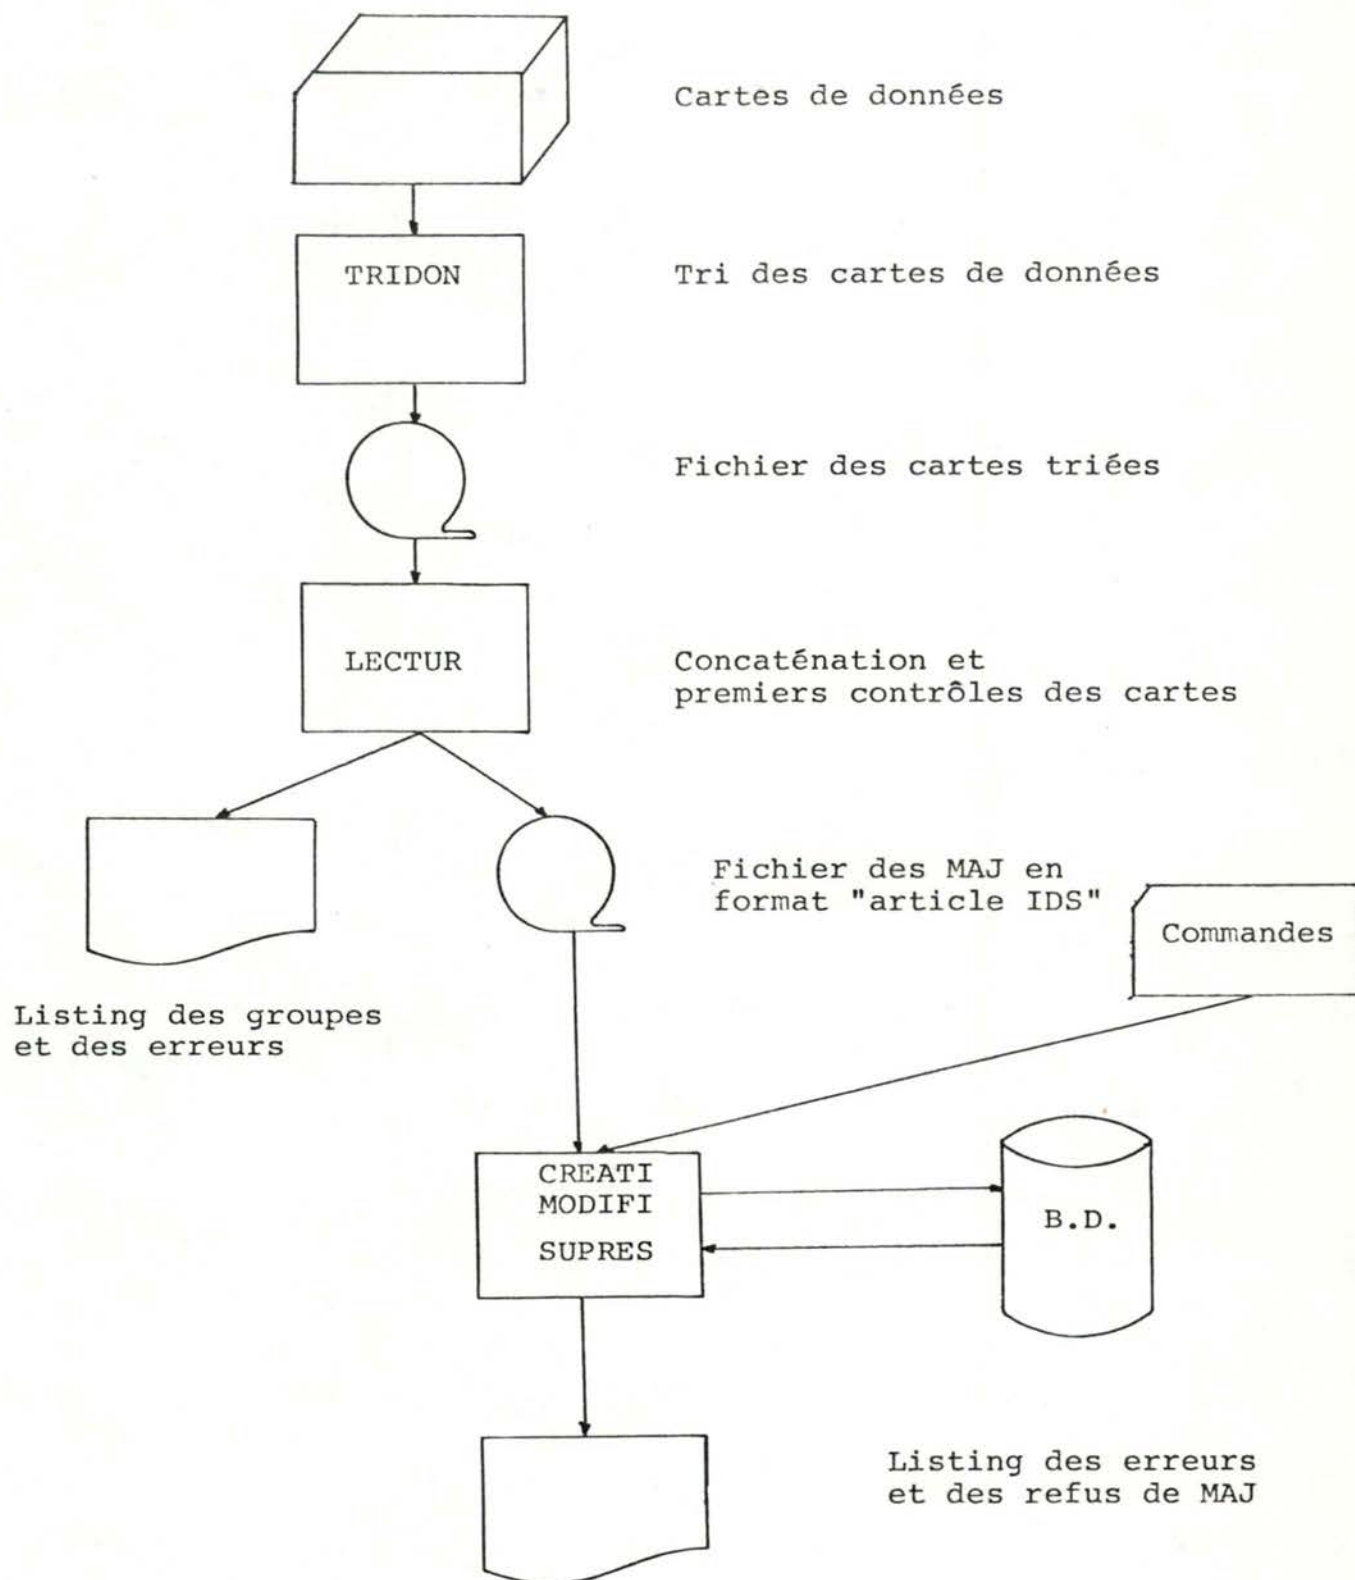 Cartes de données
TRIDON
Tri des cartes de données
Fichier des cartes triées
LECTUR
Concaténation et
premiers contrôles des cartes
Fichier des MAJ en
format "article IDS"
Commandes
Listing des groupes
et des erreurs
CREATI
MODIFI
SUPRES
B.D.
Listing des erreurs
et des refus de MAJ